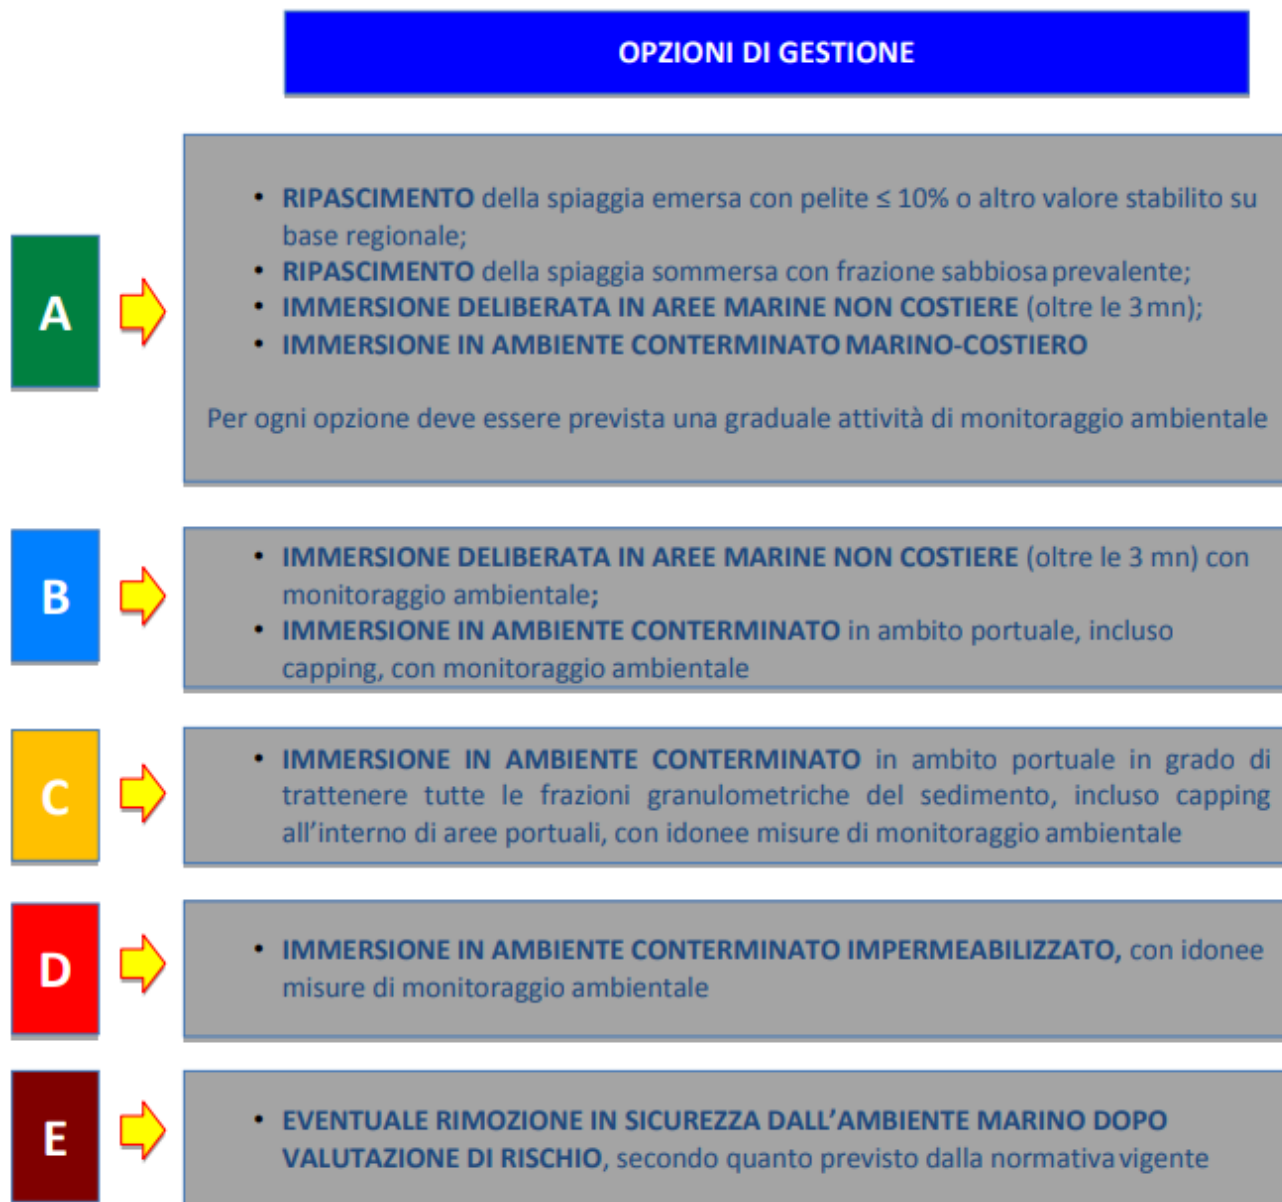 OPZIONI DI GESTIONE
A
• RIPASCIMENTO della spiaggia emersa con pelite ≤ 10% o altro valore stabilito su
base regionale;
• RIPASCIMENTO della spiaggia sommersa con frazione sabbiosa prevalente;
• IMMERSIONE DELIBERATA IN AREE MARINE NON COSTIERE (oltre le 3 mn);
• IMMERSIONE IN AMBIENTE CONTERMINATO MARINO-COSTIERO
Per ogni opzione deve essere prevista una graduale attività di monitoraggio ambientale
B
• IMMERSIONE DELIBERATA IN AREE MARINE NON COSTIERE (oltre le 3 mn) con
monitoraggio ambientale;
• IMMERSIONE IN AMBIENTE CONTERMINATO in ambito portuale, incluso
capping, con monitoraggio ambientale
C
• IMMERSIONE IN AMBIENTE CONTERMINATO in ambito portuale in grado di
trattenere tutte le frazioni granulometriche del sedimento, incluso capping
all'interno di aree portuali, con idonee misure di monitoraggio ambientale
D
• IMMERSIONE IN AMBIENTE CONTERMINATO IMPERMEABILIZZATO, con idonee
misure di monitoraggio ambientale
E
• EVENTUALE RIMOZIONE IN SICUREZZA DALL'AMBIENTE MARINO DOPO
VALUTAZIONE DI RISCHIO, secondo quanto previsto dalla normativa vigente